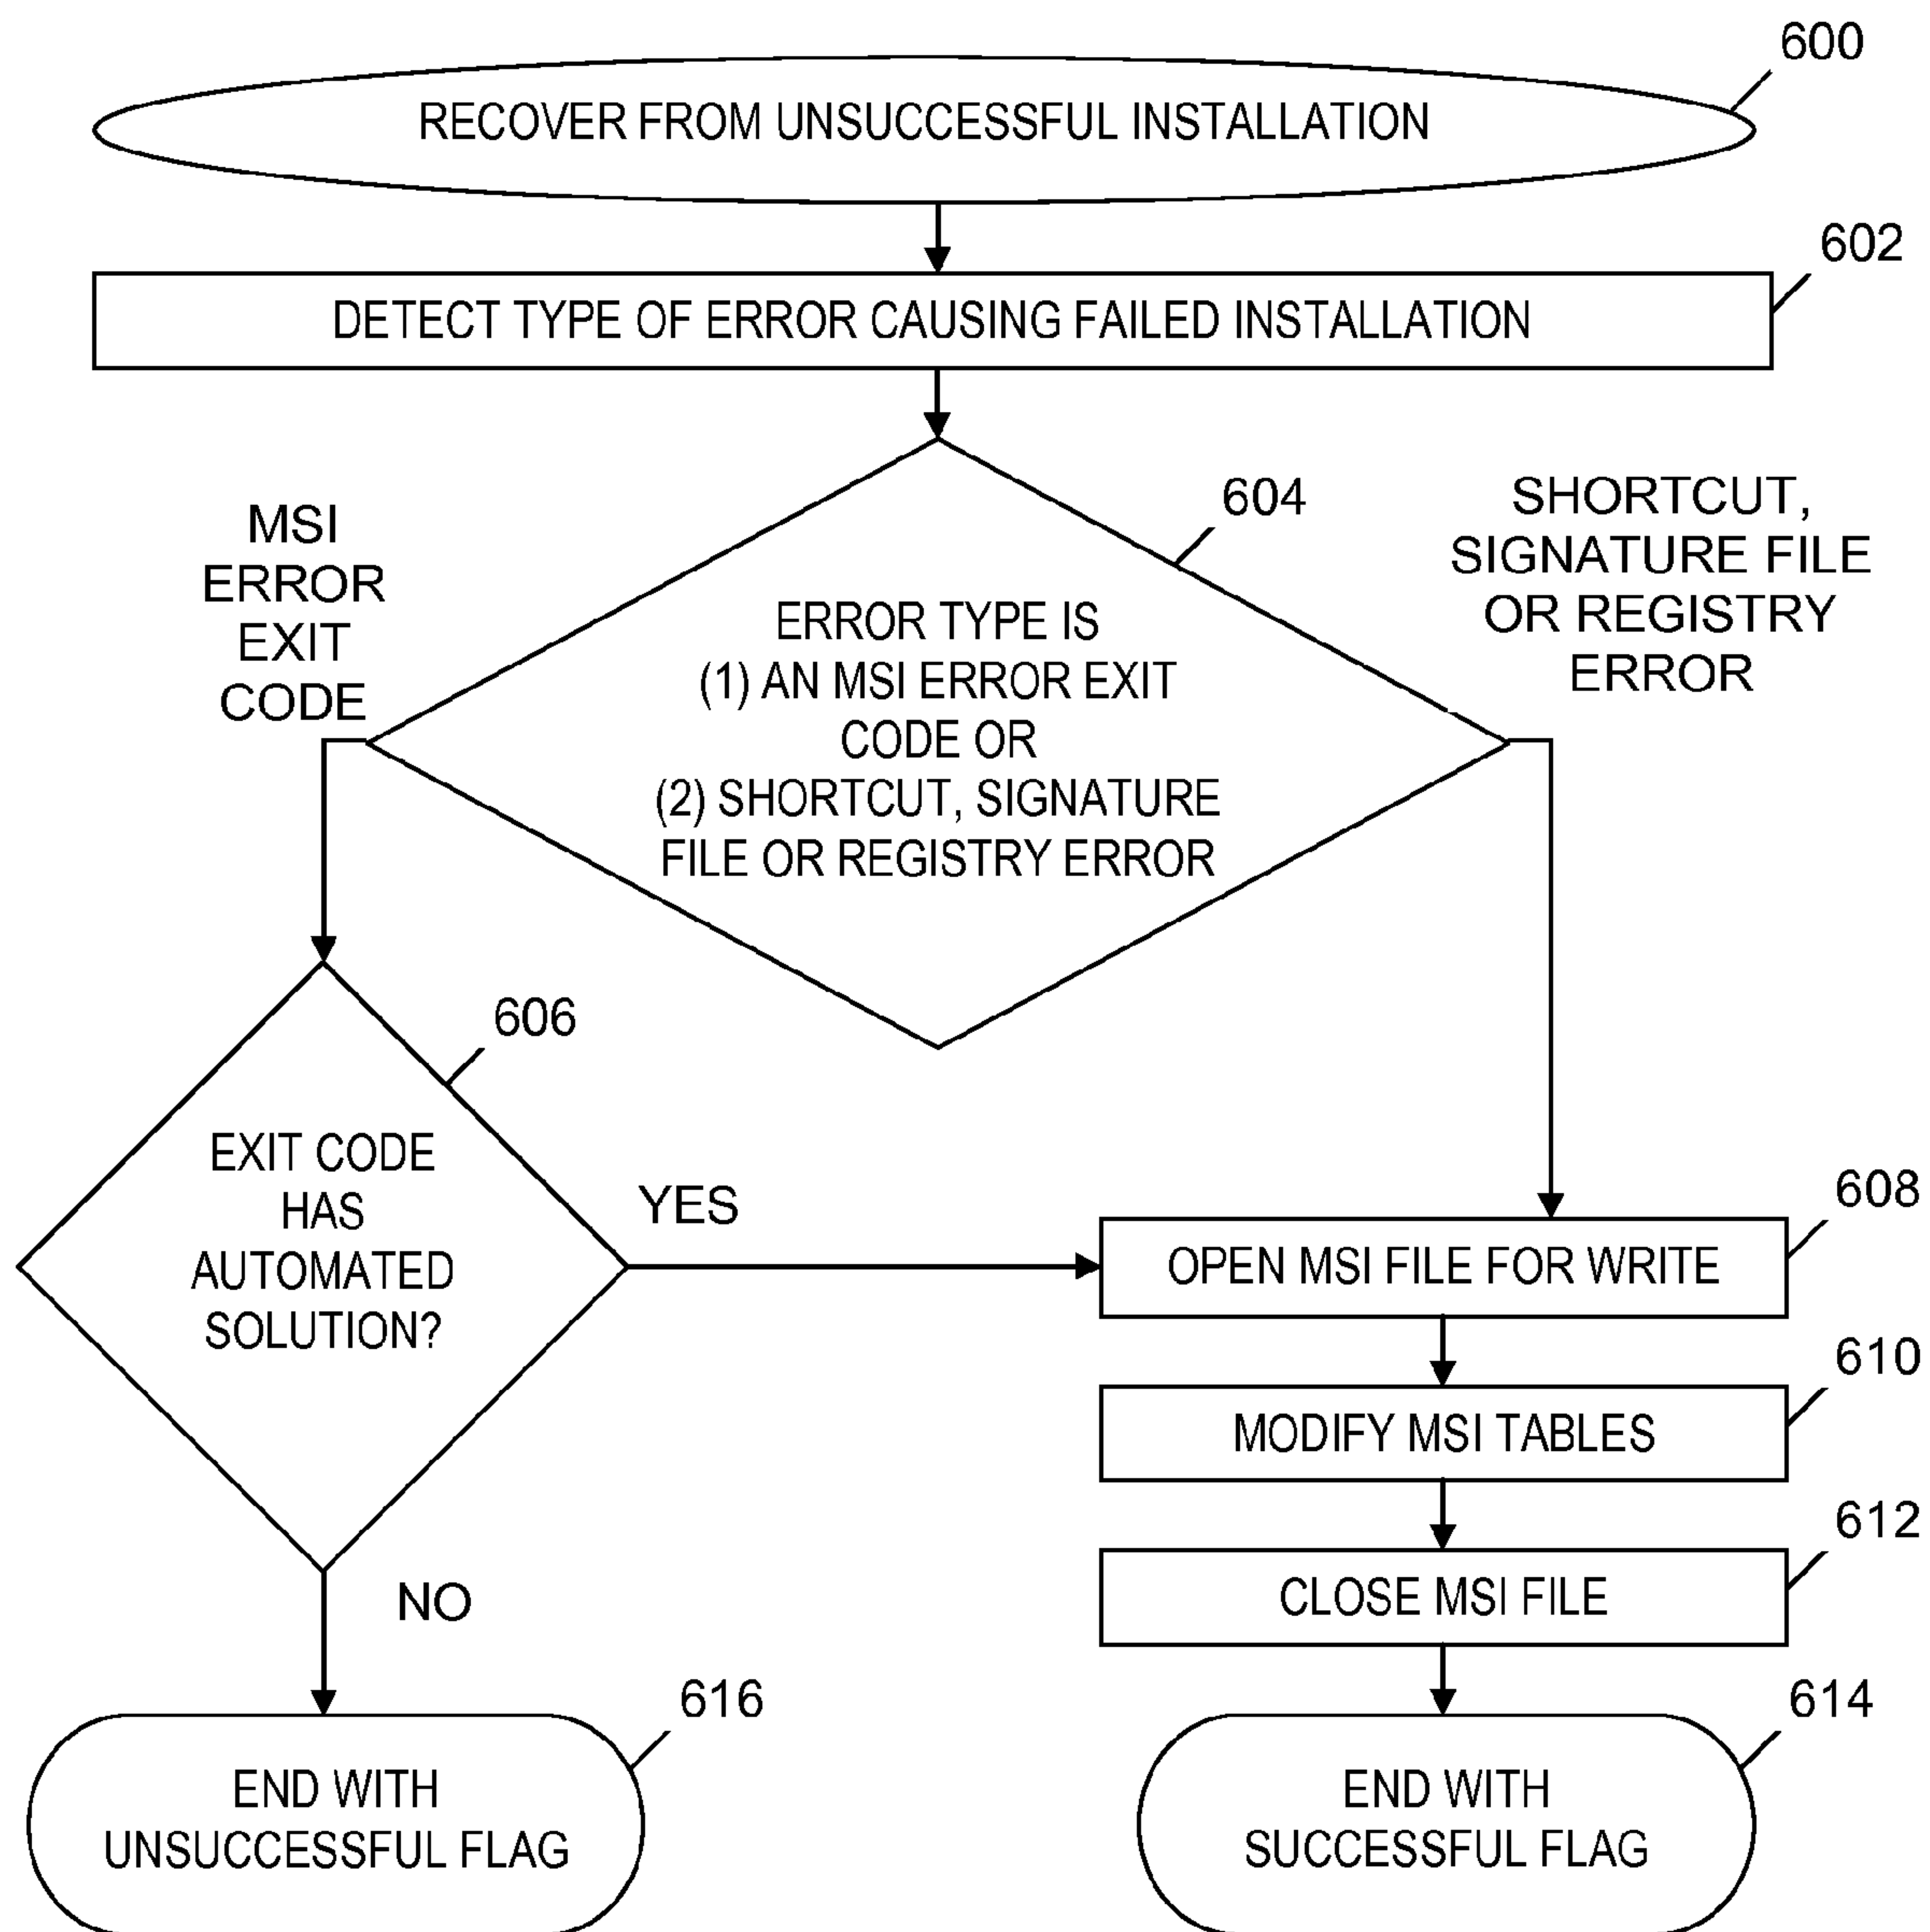 600
RECOVER FROM UNSUCCESSFUL INSTALLATION
602
DETECT TYPE OF ERROR CAUSING FAILED INSTALLATION
604
MSI
ERROR
EXIT
CODE
SHORTCUT,
SIGNATURE FILE
OR REGISTRY
ERROR
ERROR TYPE IS
(1) AN MSI ERROR EXIT
CODE OR
(2) SHORTCUT, SIGNATURE
FILE OR REGISTRY ERROR
606
EXIT CODE
HAS
AUTOMATED
SOLUTION?
YES
608
OPEN MSI FILE FOR WRITE
610
MODIFY MSI TABLES
612
CLOSE MSI FILE
NO
616
END WITH
UNSUCCESSFUL FLAG
614
END WITH
SUCCESSFUL FLAG